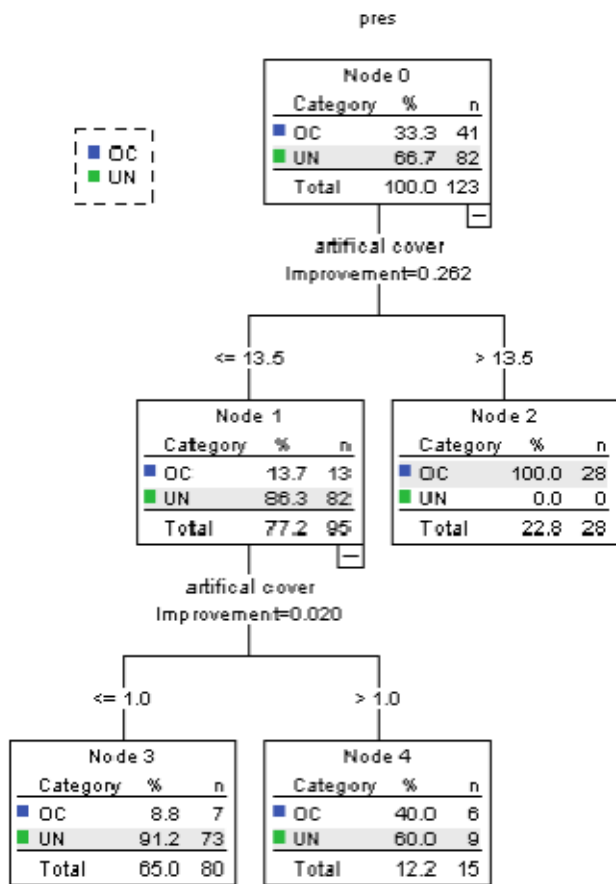 pres
Node 0
Category % n
OC 33.3 41
UN 66.7 82
Total 100.0 123
OC
UN
artifical cover
Improvement=0.262
<= 13.5 > 13.5
Node 1
Category % n
OC 13.7 13
UN 86.3 82
Total 77.2 95
Node 2
Category % n
OC 100.0 28
UN 0.0 0
Total 22.8 28
artifical cover
Improvement=0.020
<= 1.0 > 1.0
Node 3
Category % n
OC 8.8 7
UN 91.2 73
Total 65.0 80
Node 4
Category % n
OC 40.0 6
UN 60.0 9
Total 12.2 15